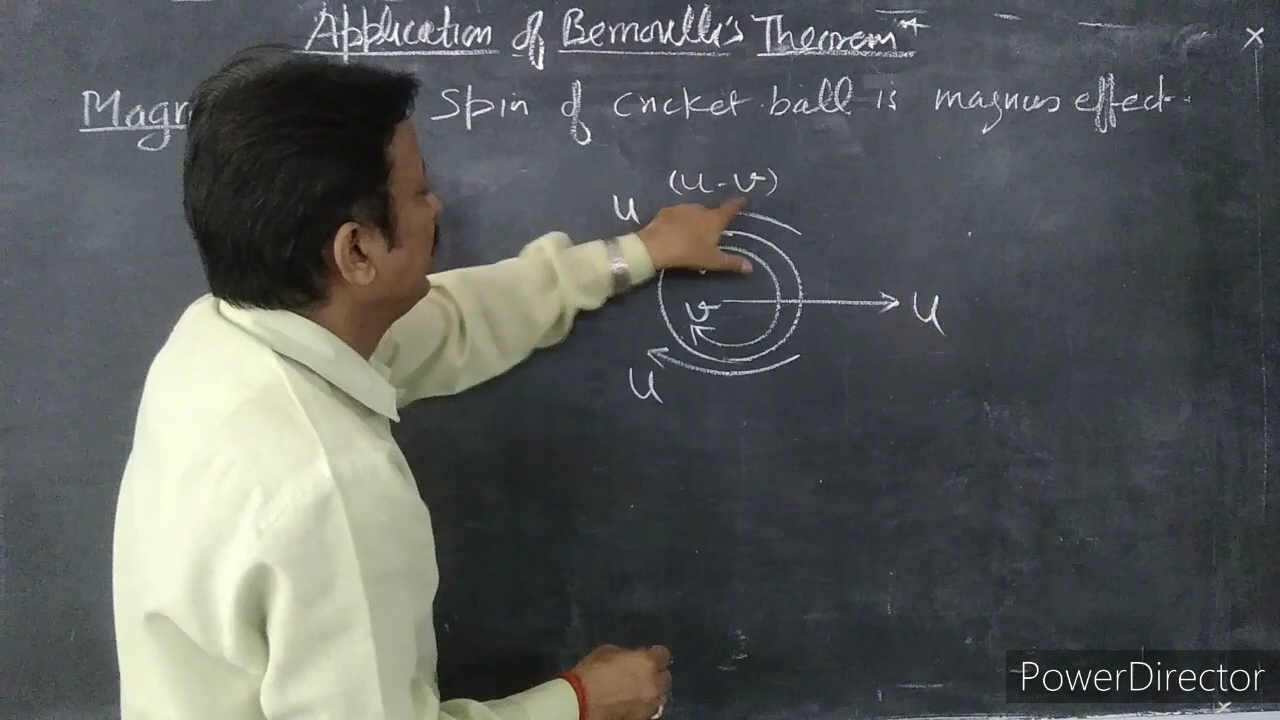 Application of Bernoulli's Theorem
Magn
Spin of cricket ball is magnus effect.
(u-v)
u
v
u
u
PowerDirector